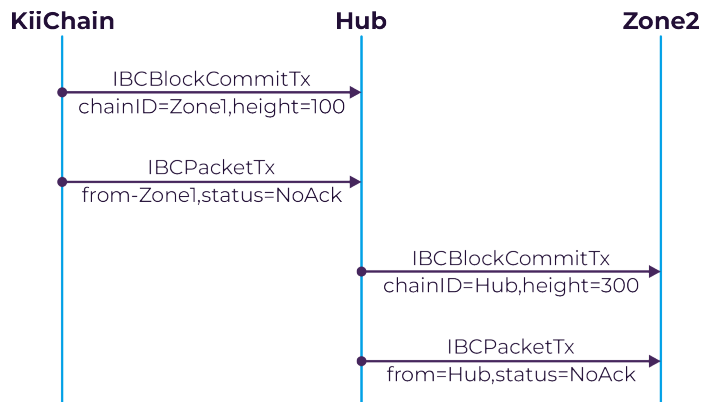 KiiChain Hub Zone2
IBCBlockCommitTx
chainID=Zone1,height=100
IBCPacketTx
from-Zone1,status=NoAck
IBCBlockCommitTx
chainID=Hub,height=300
IBCPacketTx
from=Hub,status=NoAck